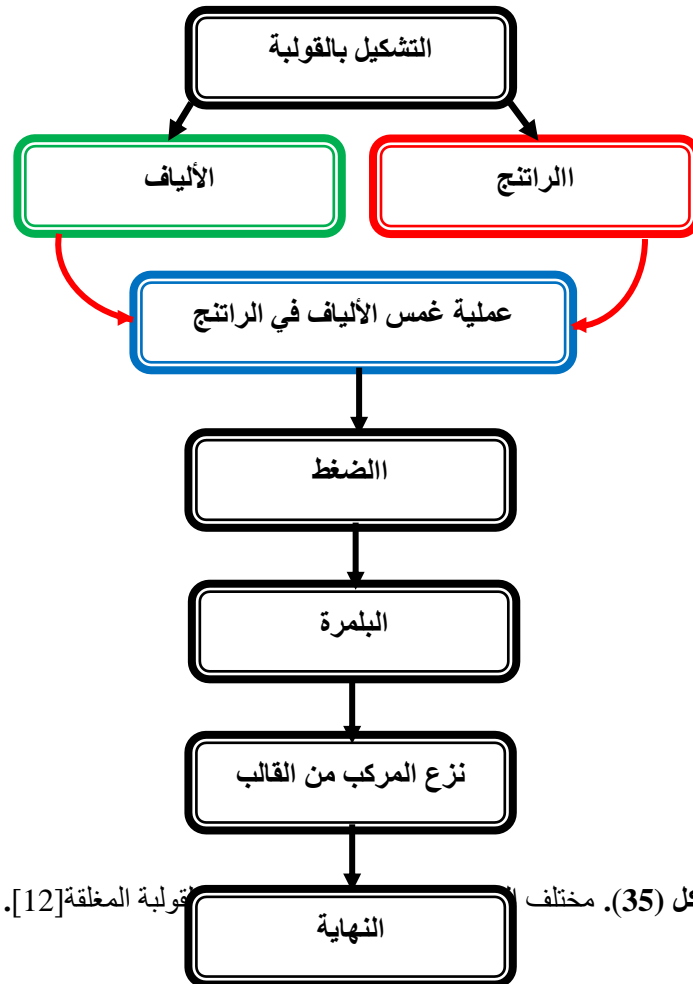 التشكيل بالقولبة
االراتنج
الألياف
عملية غمس الألياف في الراتنج
االضغط
البلمرة
نزع المركب من القالب
كل (35). مختلف ا قولبة المغلقة[12].
النهاية